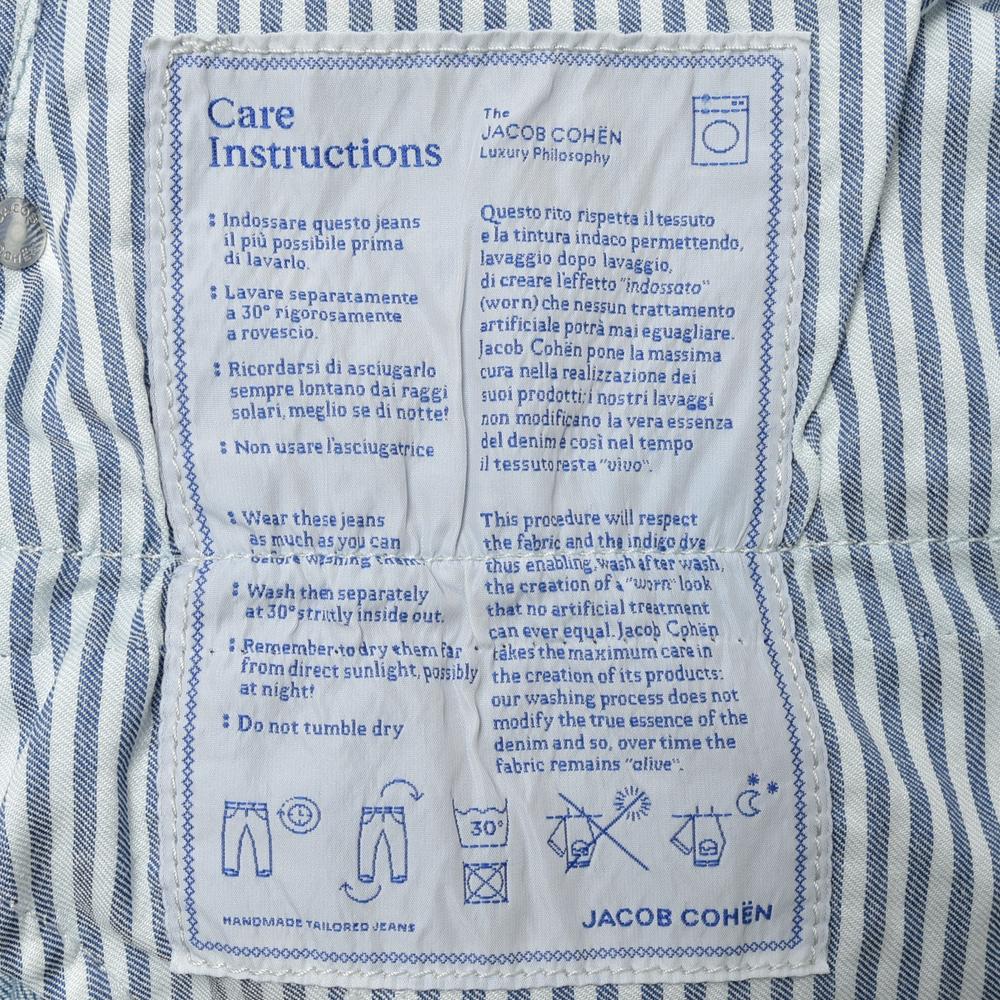 Care
Instructions
The
JACOB COHËN
Luxury Philosophy
Indossare questo jeans
il più possibile prima
di lavarlo.
Lavare separatamente
a 30° rigorosamente
a rovescio.
Ricordarsi di asciugarlo
sempre lontano dai raggi
solari, meglio se di notte!
Non usare l'asciugatrice
Questo rito rispetta il tessuto
e la tintura indaco permettendo,
lavaggio dopo lavaggio,
di creare l'effetto "indossato"
(worn) che nessun trattamento
artificiale potrà mai eguagliare.
Jacob Cohën pone la massima
cura nella realizzazione dei
suoi prodotti: i nostri lavaggi
non modificano la vera essenza
del denim e così nel tempo
il tessuto resta "vivo".
Wear these jeans
as much as you can
before washing them!
Wash then separately
at 30° strictly inside out.
Remember to dry them far
from direct sunlight, possibly
at night!
Do not tumble dry
This procedure will respect
the fabric and the indigo dye
thus enabling, wash after wash,
the creation of a "worn" look
that no artificial treatment
can ever equal. Jacob Cohën
takes the maximum care in
the creation of its products:
our washing process does not
modify the true essence of the
denim and so, over time the
fabric remains "alive".
30°
HANDMADE TAILORED JEANS
JACOB COHËN